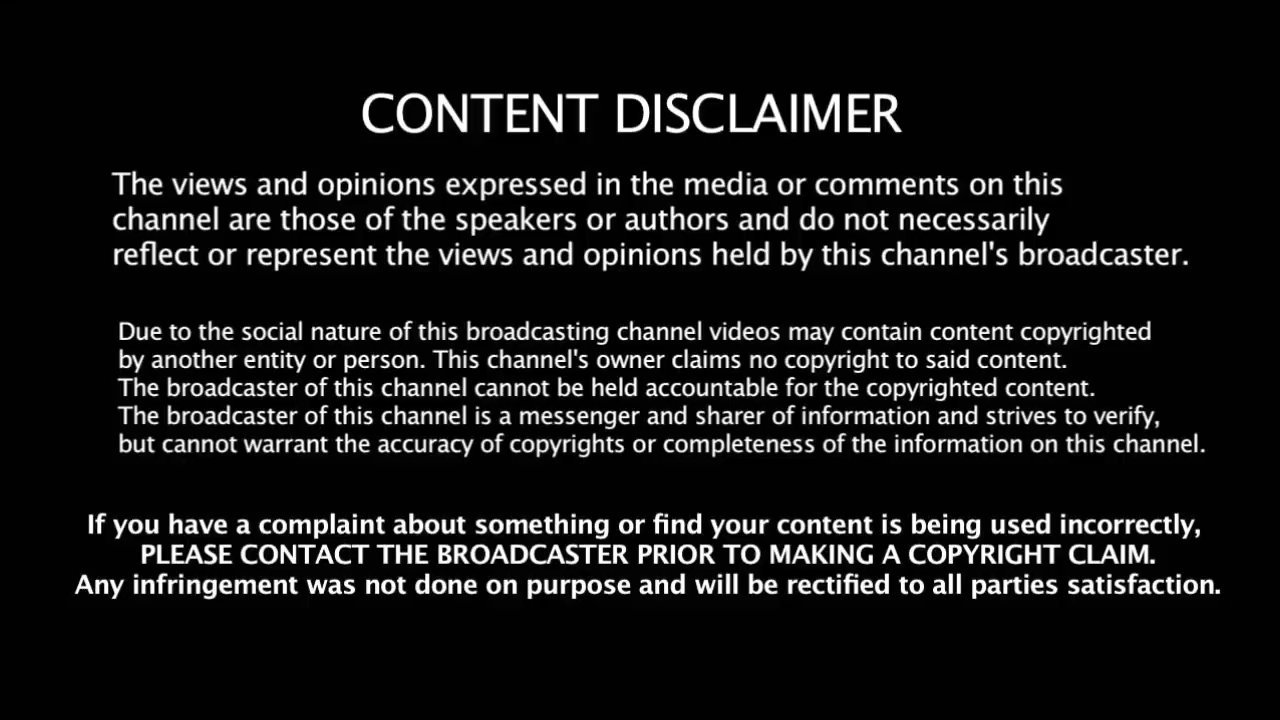 CONTENT DISCLAIMER
The views and opinions expressed in the media or comments on this
channel are those of the speakers or authors and do not necessarily
reflect or represent the views and opinions held by this channel's broadcaster.
Due to the social nature of this broadcasting channel videos may contain content copyrighted
by another entity or person. This channel's owner claims no copyright to said content.
The broadcaster of this channel cannot be held accountable for the copyrighted content.
The broadcaster of this channel is a messenger and sharer of information and strives to verify,
but cannot warrant the accuracy of copyrights or completeness of the information on this channel.
If you have a complaint about something or find your content is being used incorrectly,
PLEASE CONTACT THE BROADCASTER PRIOR TO MAKING A COPYRIGHT CLAIM.
Any infringement was not done on purpose and will be rectified to all parties satisfaction.